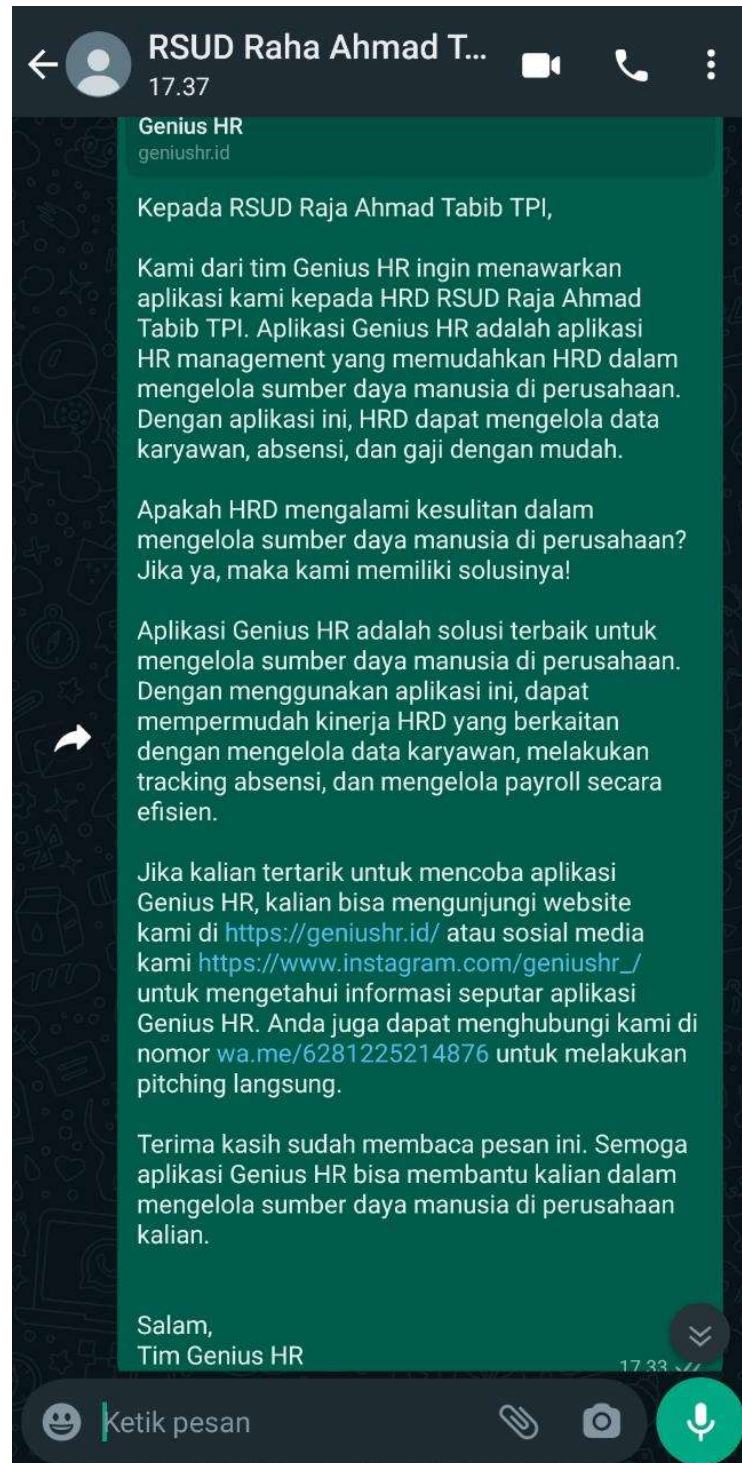 RSUD Raha Ahmad T...
17.37
Genius HR
geniushr.id
Kepada RSUD Raja Ahmad Tabib TPI,
Kami dari tim Genius HR ingin menawarkan
aplikasi kami kepada HRD RSUD Raja Ahmad
Tabib TPI. Aplikasi Genius HR adalah aplikasi
HR management yang memudahkan HRD dalam
mengelola sumber daya manusia di perusahaan.
Dengan aplikasi ini, HRD dapat mengelola data
karyawan, absensi, dan gaji dengan mudah.
Apakah HRD mengalami kesulitan dalam
mengelola sumber daya manusia di perusahaan?
Jika ya, maka kami memiliki solusinya!
Aplikasi Genius HR adalah solusi terbaik untuk
mengelola sumber daya manusia di perusahaan.
Dengan menggunakan aplikasi ini, dapat
mempermudah kinerja HRD yang berkaitan
dengan mengelola data karyawan, melakukan
tracking absensi, dan mengelola payroll secara
efisien.
Jika kalian tertarik untuk mencoba aplikasi
Genius HR, kalian bisa mengunjungi website
kami di https://geniushr.id/ atau sosial media
kami https://www.instagram.com/geniushr_/
untuk mengetahui informasi seputar aplikasi
Genius HR. Anda juga dapat menghubungi kami di
nomor wa.me/6281225214876 untuk melakukan
pitching langsung.
Terima kasih sudah membaca pesan ini. Semoga
aplikasi Genius HR bisa membantu kalian dalam
mengelola sumber daya manusia di perusahaan
kalian.
Salam,
Tim Genius HR
17.33
Ketik pesan